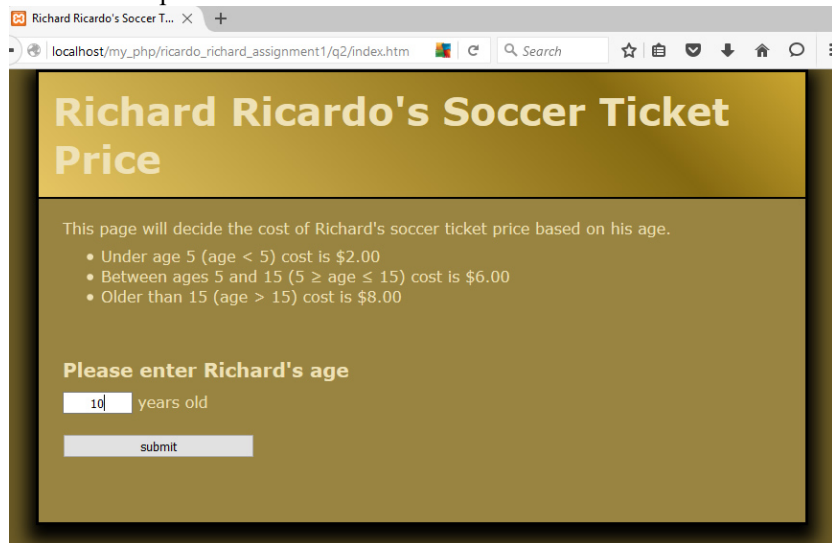 Richard Ricardo's Soccer T...
localhost/my_php/ricardo_richard_assignment1/q2/index.htm
Search
Richard Ricardo's Soccer Ticket
Price
This page will decide the cost of Richard's soccer ticket price based on his age.
• Under age 5 (age < 5) cost is $2.00
• Between ages 5 and 15 (5 ≥ age ≤ 15) cost is $6.00
• Older than 15 (age > 15) cost is $8.00
Please enter Richard's age
10 years old
submit